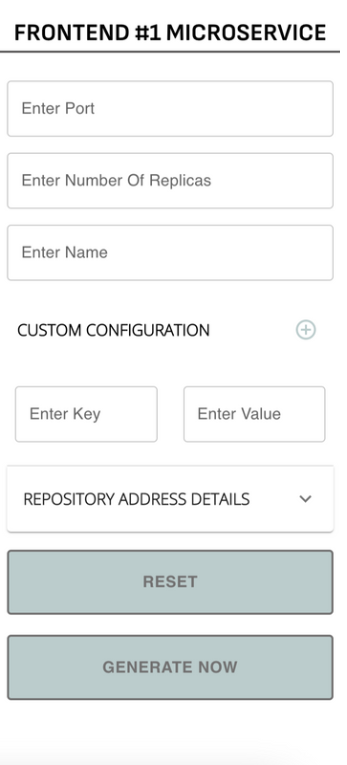 FRONTEND #1 MICROSERVICE
Enter Port
Enter Number Of Replicas
Enter Name
CUSTOM CONFIGURATION
Enter Key Enter Value
REPOSITORY ADDRESS DETAILS
RESET
GENERATE NOW